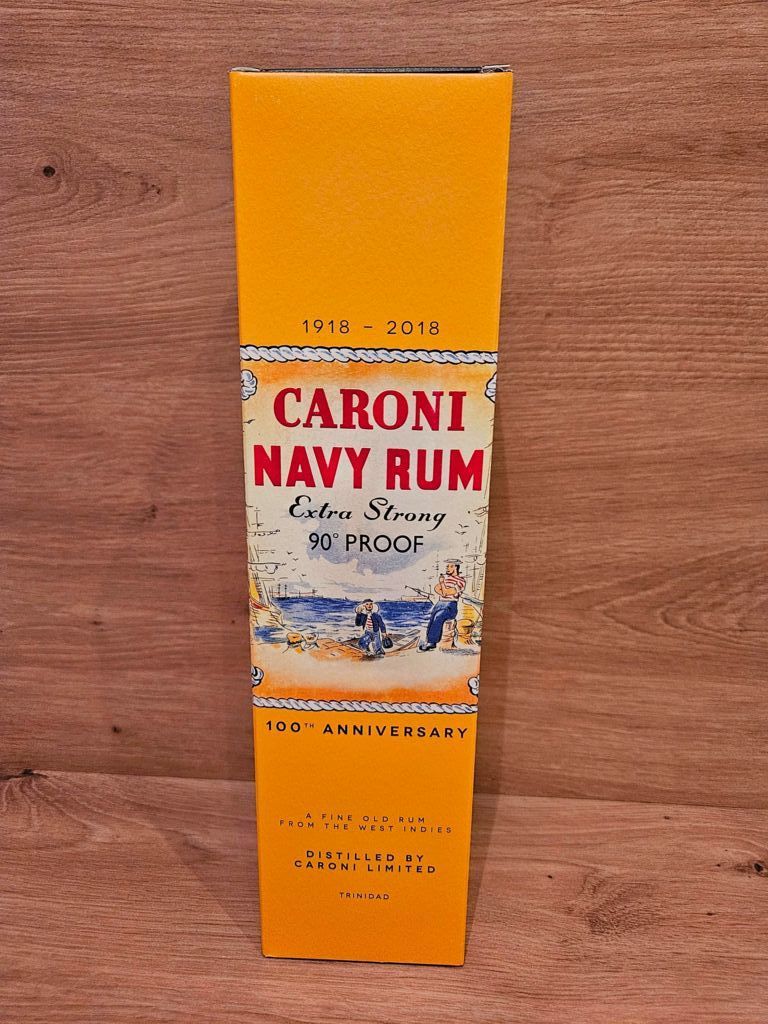 1918 - 2018
CARONI
NAVY RUM
Extra Strong
90° PROOF
100TH ANNIVERSARY
A FINE OLD RUM
FROM THE WEST INDIES
DISTILLED BY
CARONI LIMITED
TRINIDAD